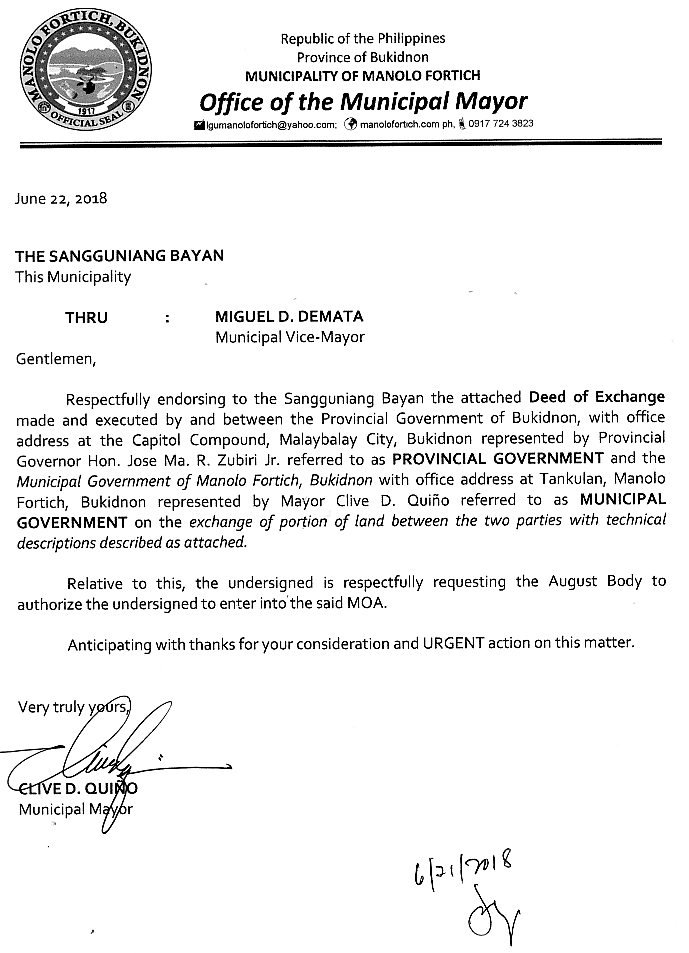 MANOLO FORTICH, BUKIDNON
1917
OFFICIAL SEAL
Republic of the Philippines
Province of Bukidnon
MUNICIPALITY OF MANOLO FORTICH
Office of the Municipal Mayor
lgumanolofortich@yahoo.com; manolofortich.com ph, 0917 724 3823
June 22, 2018
THE SANGGUNIANG BAYAN
This Municipality
THRU : MIGUEL D. DEMATA
Municipal Vice-Mayor
Gentlemen,
Respectfully endorsing to the Sangguniang Bayan the attached Deed of Exchange
made and executed by and between the Provincial Government of Bukidnon, with office
address at the Capitol Compound, Malaybalay City, Bukidnon represented by Provincial
Governor Hon. Jose Ma. R. Zubiri Jr. referred to as PROVINCIAL GOVERNMENT and the
Municipal Government of Manolo Fortich, Bukidnon with office address at Tankulan, Manolo
Fortich, Bukidnon represented by Mayor Clive D. Quiño referred to as MUNICIPAL
GOVERNMENT on the exchange of portion of land between the two parties with technical
descriptions described as attached.
Relative to this, the undersigned is respectfully requesting the August Body to
authorize the undersigned to enter into the said MOA.
Anticipating with thanks for your consideration and URGENT action on this matter.
Very truly yours,
CLIVE D. QUIÑO
Municipal Mayor
6/21/2018